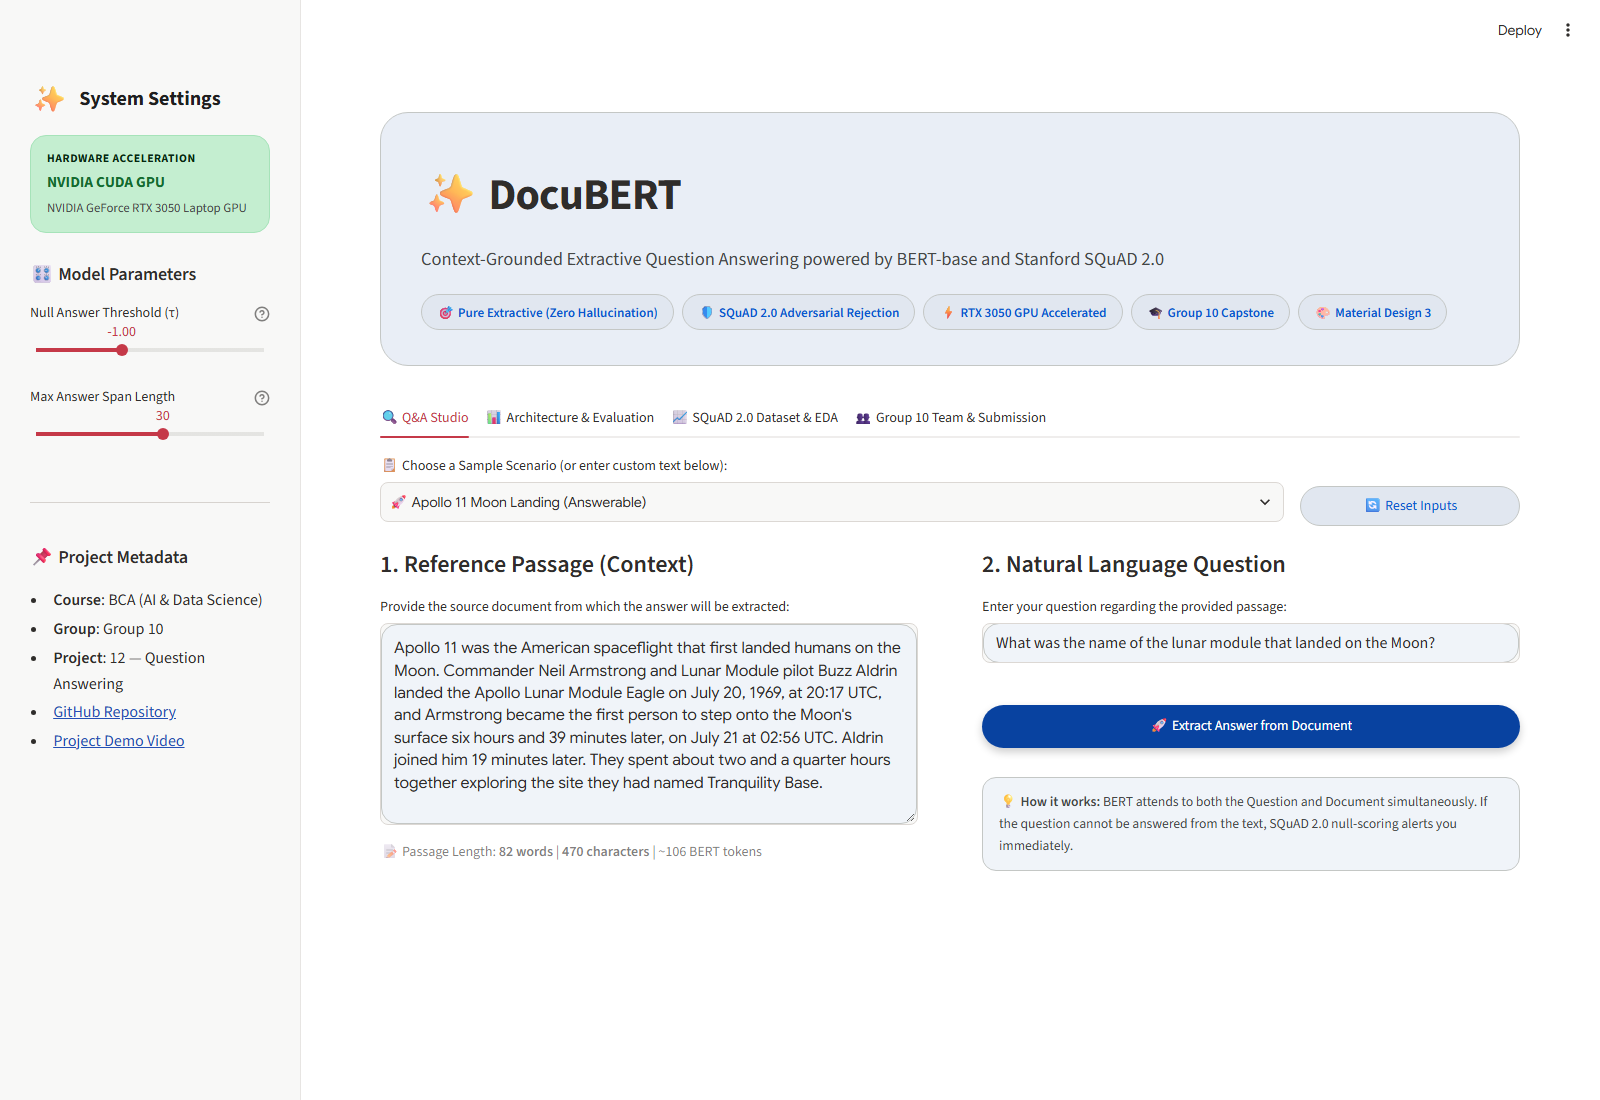 Deploy
System Settings
HARDWARE ACCELERATION
NVIDIA CUDA GPU
NVIDIA GeForce RTX 3050 Laptop GPU
Model Parameters
Null Answer Threshold (τ)
-1.00
Max Answer Span Length
30
Project Metadata
Course: BCA (AI & Data Science)
Group: Group 10
Project: 12 — Question
Answering
GitHub Repository
Project Demo Video
DocuBERT
Context-Grounded Extractive Question Answering powered by BERT-base and Stanford SQuAD 2.0
Pure Extractive (Zero Hallucination)
SQuAD 2.0 Adversarial Rejection
RTX 3050 GPU Accelerated
Group 10 Capstone
Material Design 3
Q&A Studio
Architecture & Evaluation
SQuAD 2.0 Dataset & EDA
Group 10 Team & Submission
Choose a Sample Scenario (or enter custom text below):
Apollo 11 Moon Landing (Answerable)
Reset Inputs
1. Reference Passage (Context)
Provide the source document from which the answer will be extracted:
Apollo 11 was the American spaceflight that first landed humans on the
Moon. Commander Neil Armstrong and Lunar Module pilot Buzz Aldrin
landed the Apollo Lunar Module Eagle on July 20, 1969, at 20:17 UTC,
and Armstrong became the first person to step onto the Moon's
surface six hours and 39 minutes later, on July 21 at 02:56 UTC. Aldrin
joined him 19 minutes later. They spent about two and a quarter hours
together exploring the site they had named Tranquility Base.
Passage Length: 82 words | 470 characters | ~106 BERT tokens
2. Natural Language Question
Enter your question regarding the provided passage:
What was the name of the lunar module that landed on the Moon?
Extract Answer from Document
How it works: BERT attends to both the Question and Document simultaneously. If
the question cannot be answered from the text, SQuAD 2.0 null-scoring alerts you
immediately.